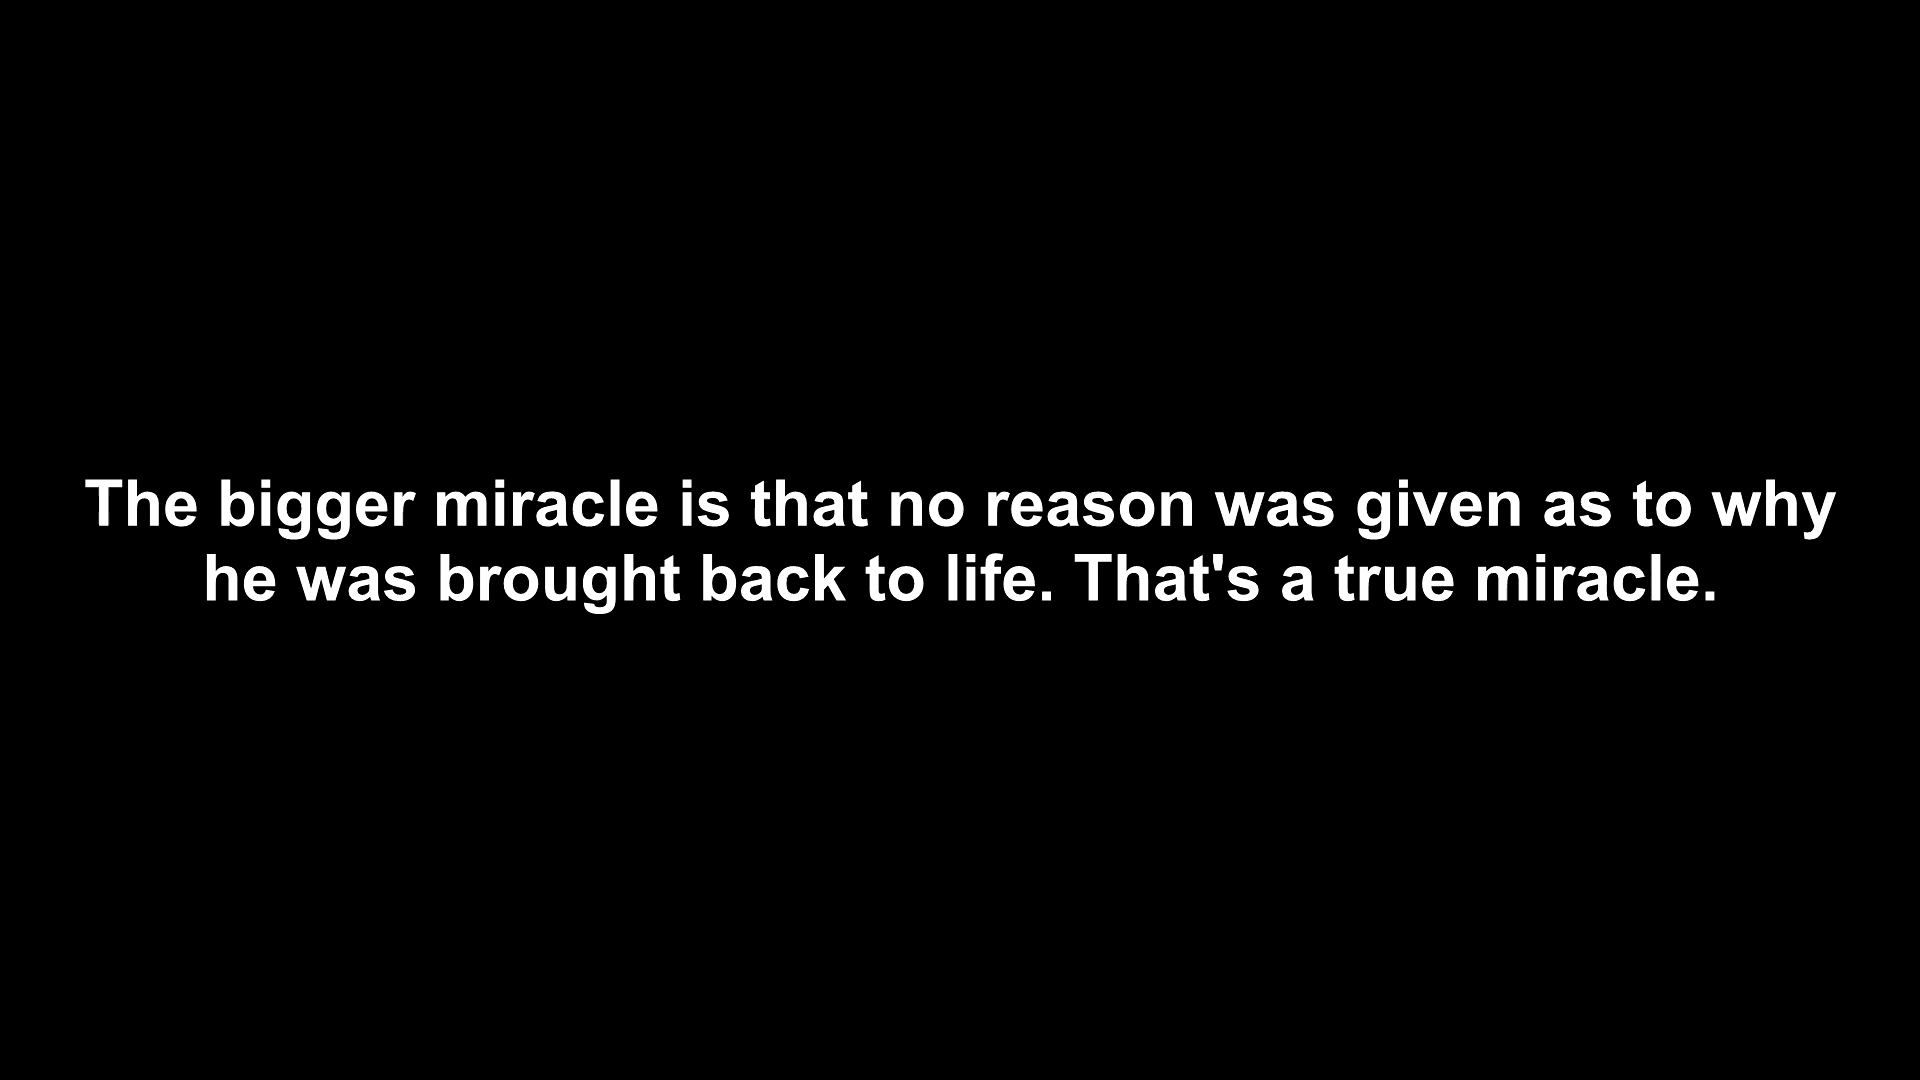 The bigger miracle is that no reason was given as to why
he was brought back to life. That's a true miracle.